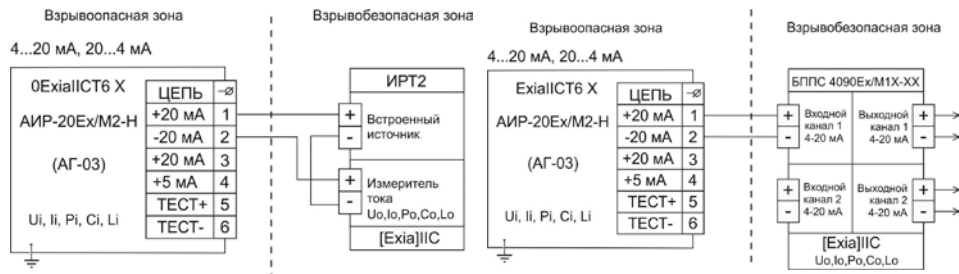 Взрывоопасная зона
Взрывобезопасная зона
4...20 мА, 20...4 мА
0ExiaIICT6 X
АИР-20Ex/M2-H
(АГ-03)
Ui, Ii, Pi, Ci, Li
ЦЕПЬ
+20 мА 1
-20 мА 2
+20 мА 3
+5 мА 4
ТЕСТ+ 5
ТЕСТ- 6
ИРТ2
+
-
Встроенный
источник
+
-
Измеритель
тока
Uo,Io,Po,Co,Lo
[Exia]IIC
Взрывоопасная зона
Взрывобезопасная зона
4...20 мА, 20...4 мА
ExiaIICT6 X
АИР-20Ex/M2-H
(АГ-03)
Ui, Ii, Pi, Ci, Li
ЦЕПЬ
+20 мА 1
-20 мА 2
+20 мА 3
+5 мА 4
ТЕСТ+ 5
ТЕСТ- 6
БППС 4090Ex/M1X-XX
+
-
Входной
канал 1
4-20 мА
Выходной
канал 1
4-20 мА
+
-
+
-
Входной
канал 2
4-20 мА
Выходной
канал 2
4-20 мА
+
-
[Exia]IIC
Uo,Io,Po,Co,Lo